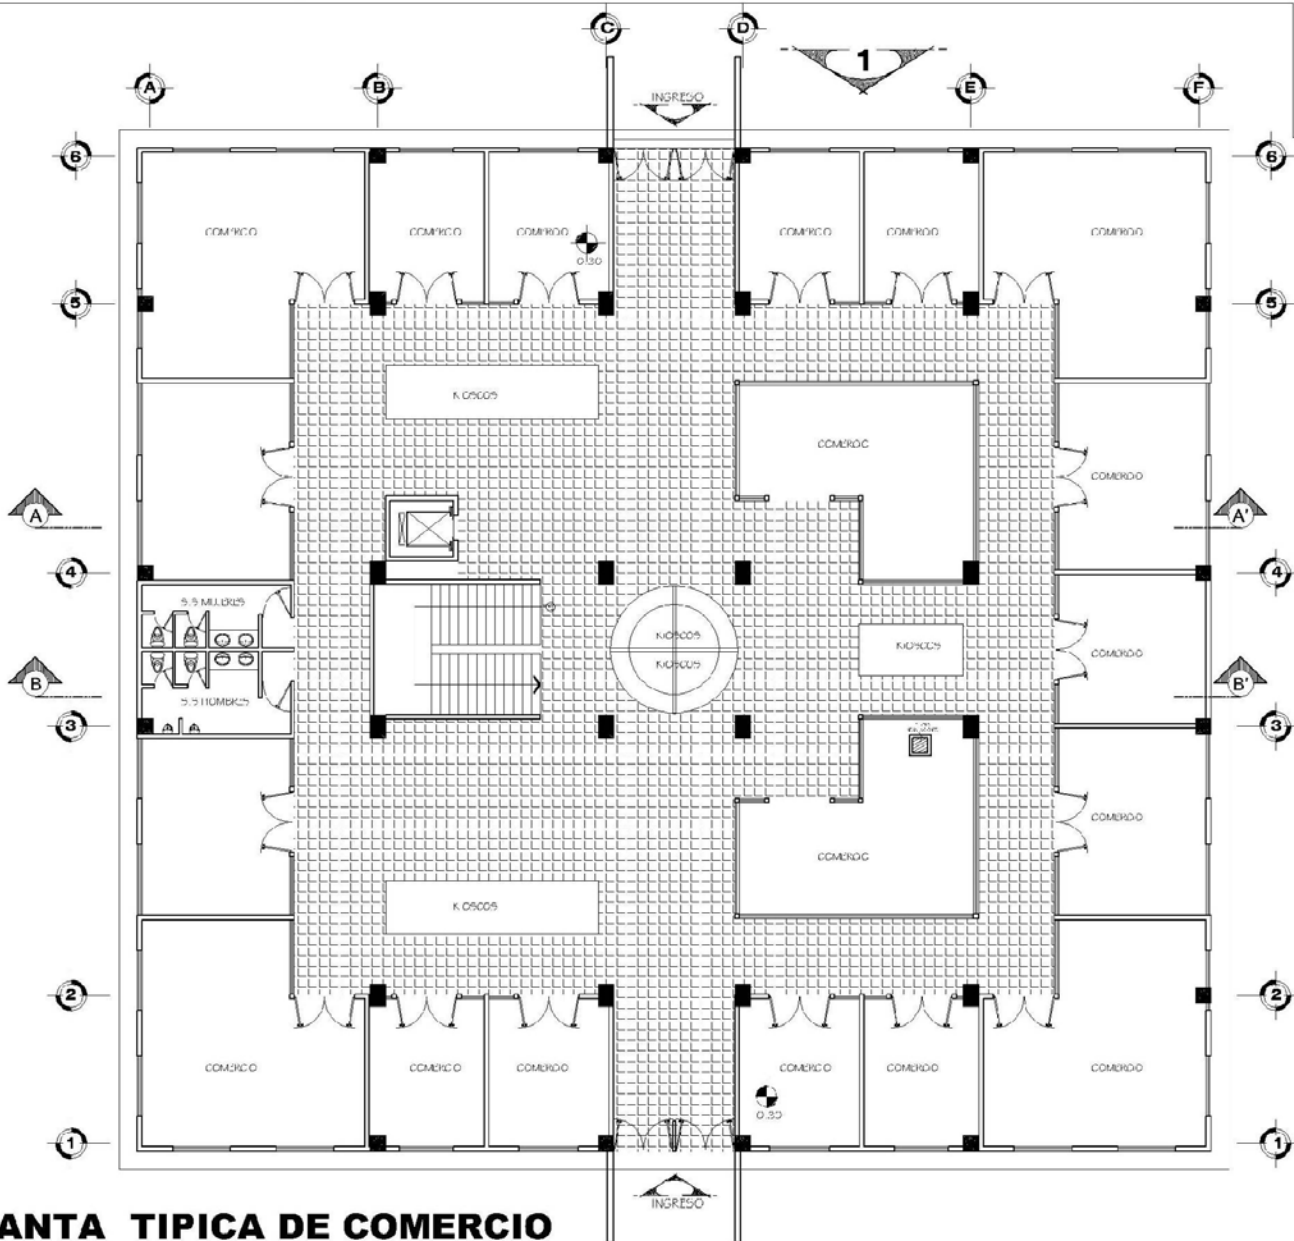 C D
1
A B INGRESO E F
6 6
COMERCIO COMERCIO COMERCIO COMERCIO COMERCIO COMERCIO
0.30
5 5
KIOSCOS
COMERCIO
COMERCIO
A A'
4 4
S.S MUJERES
KIOSCOS
KIOSCOS
COMERCIO
KIOSCOS
B B'
S.S HOMBRES
3 3
COMERCIO
COMERCIO
KIOSCOS
2 2
COMERCIO COMERCIO COMERCIO COMERCIO COMERCIO COMERCIO
0.30
1 1
INGRESO
ANTA TIPICA DE COMERCIO